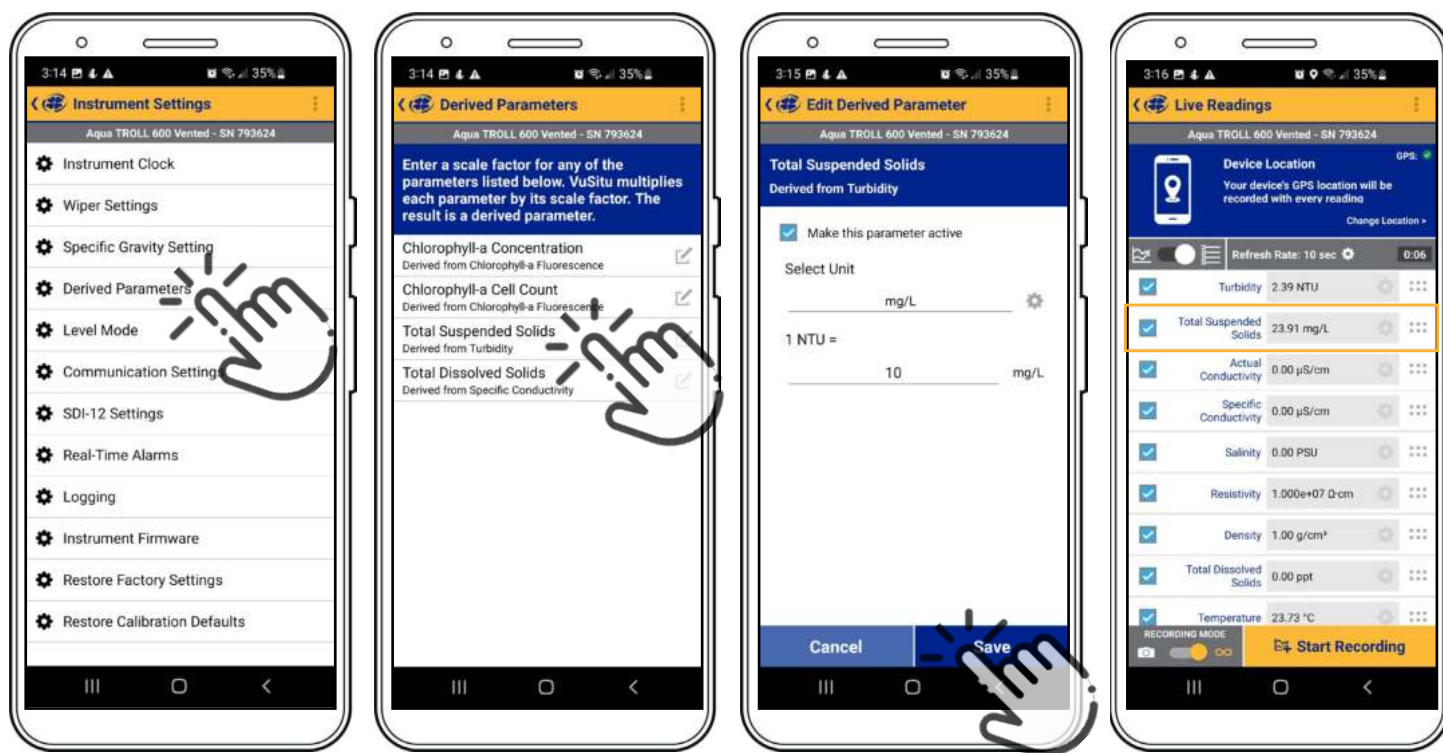 3:14
35%
Instrument Settings
Aqua TROLL 600 Vented - SN 793624
Instrument Clock
Wiper Settings
Specific Gravity Setting
Derived Parameters
Level Mode
Communication Settings
SDI-12 Settings
Real-Time Alarms
Logging
Instrument Firmware
Restore Factory Settings
Restore Calibration Defaults
3:14
35%
Derived Parameters
Aqua TROLL 600 Vented - SN 793624
Enter a scale factor for any of the
parameters listed below. VuSitu multiplies
each parameter by its scale factor. The
result is a derived parameter.
Chlorophyll-a Concentration
Derived from Chlorophyll-a Fluorescence
Chlorophyll-a Cell Count
Derived from Chlorophyll-a Fluorescence
Total Suspended Solids
Derived from Turbidity
Total Dissolved Solids
Derived from Specific Conductivity
3:15
35%
Edit Derived Parameter
Aqua TROLL 600 Vented - SN 793624
Total Suspended Solids
Derived from Turbidity
Make this parameter active
Select Unit
mg/L
1 NTU =
10 mg/L
Cancel Save
3:16
35%
Live Readings
Aqua TROLL 600 Vented - SN 793624
GPS:
Device Location
Your device's GPS location will be
recorded with every reading
Change Location >
Refresh Rate: 10 sec 0:06
Turbidity 2.39 NTU
Total Suspended
Solids 23.91 mg/L
Actual
Conductivity 0.00 µS/cm
Specific
Conductivity 0.00 µS/cm
Salinity 0.00 PSU
Resistivity 1.000e+07 Ω·cm
Density 1.00 g/cm³
Total Dissolved
Solids 0.00 ppt
Temperature 23.73 °C
RECORDING MODE
Start Recording